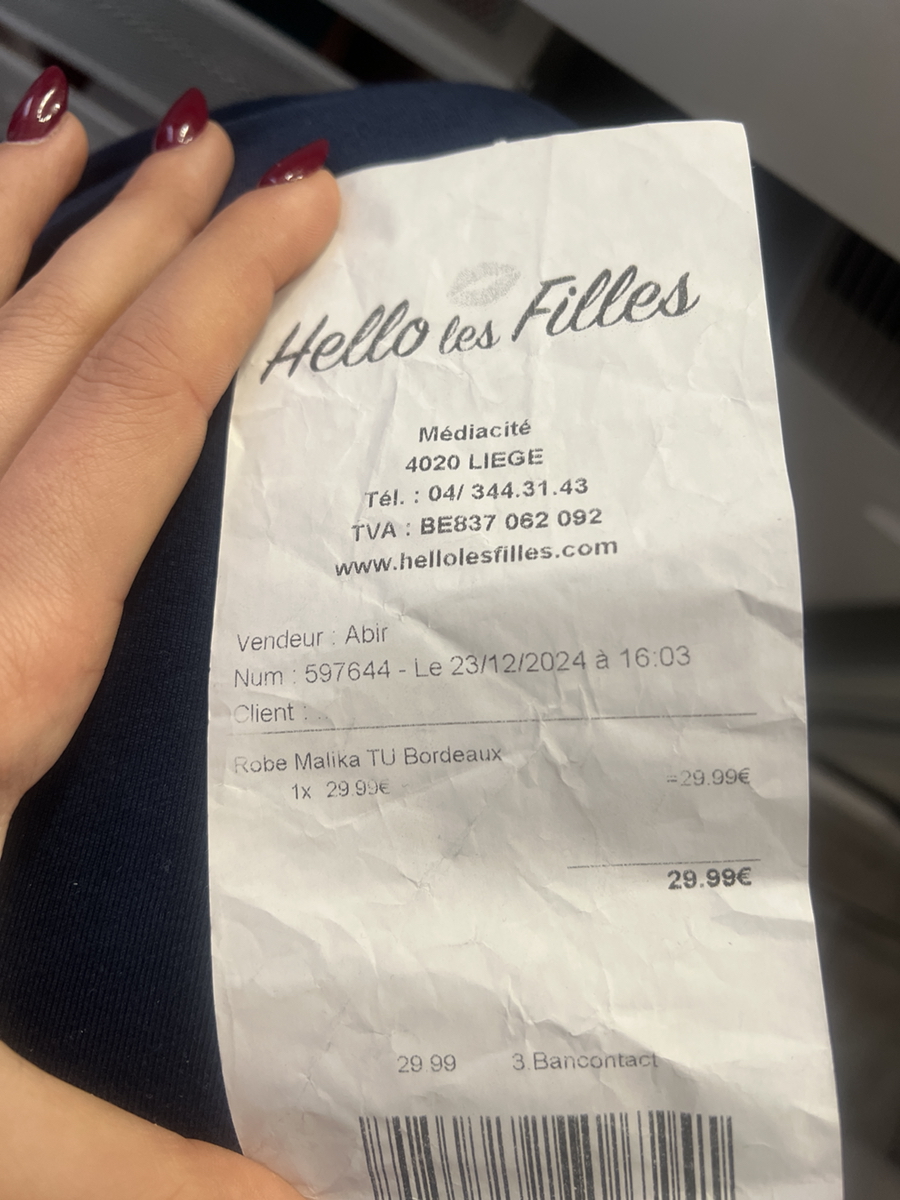 Hello les Filles
Médiacité
4020 LIEGE
Tél. : 04/ 344.31.43
TVA : BE837 062 092
www.hellolesfilles.com
Vendeur : Abir
Num : 597644 - Le 23/12/2024 à 16:03
Client : ..
Robe Malika TU Bordeaux
1x 29.99€ =29.99€
29.99€
29.99 3.Bancontact